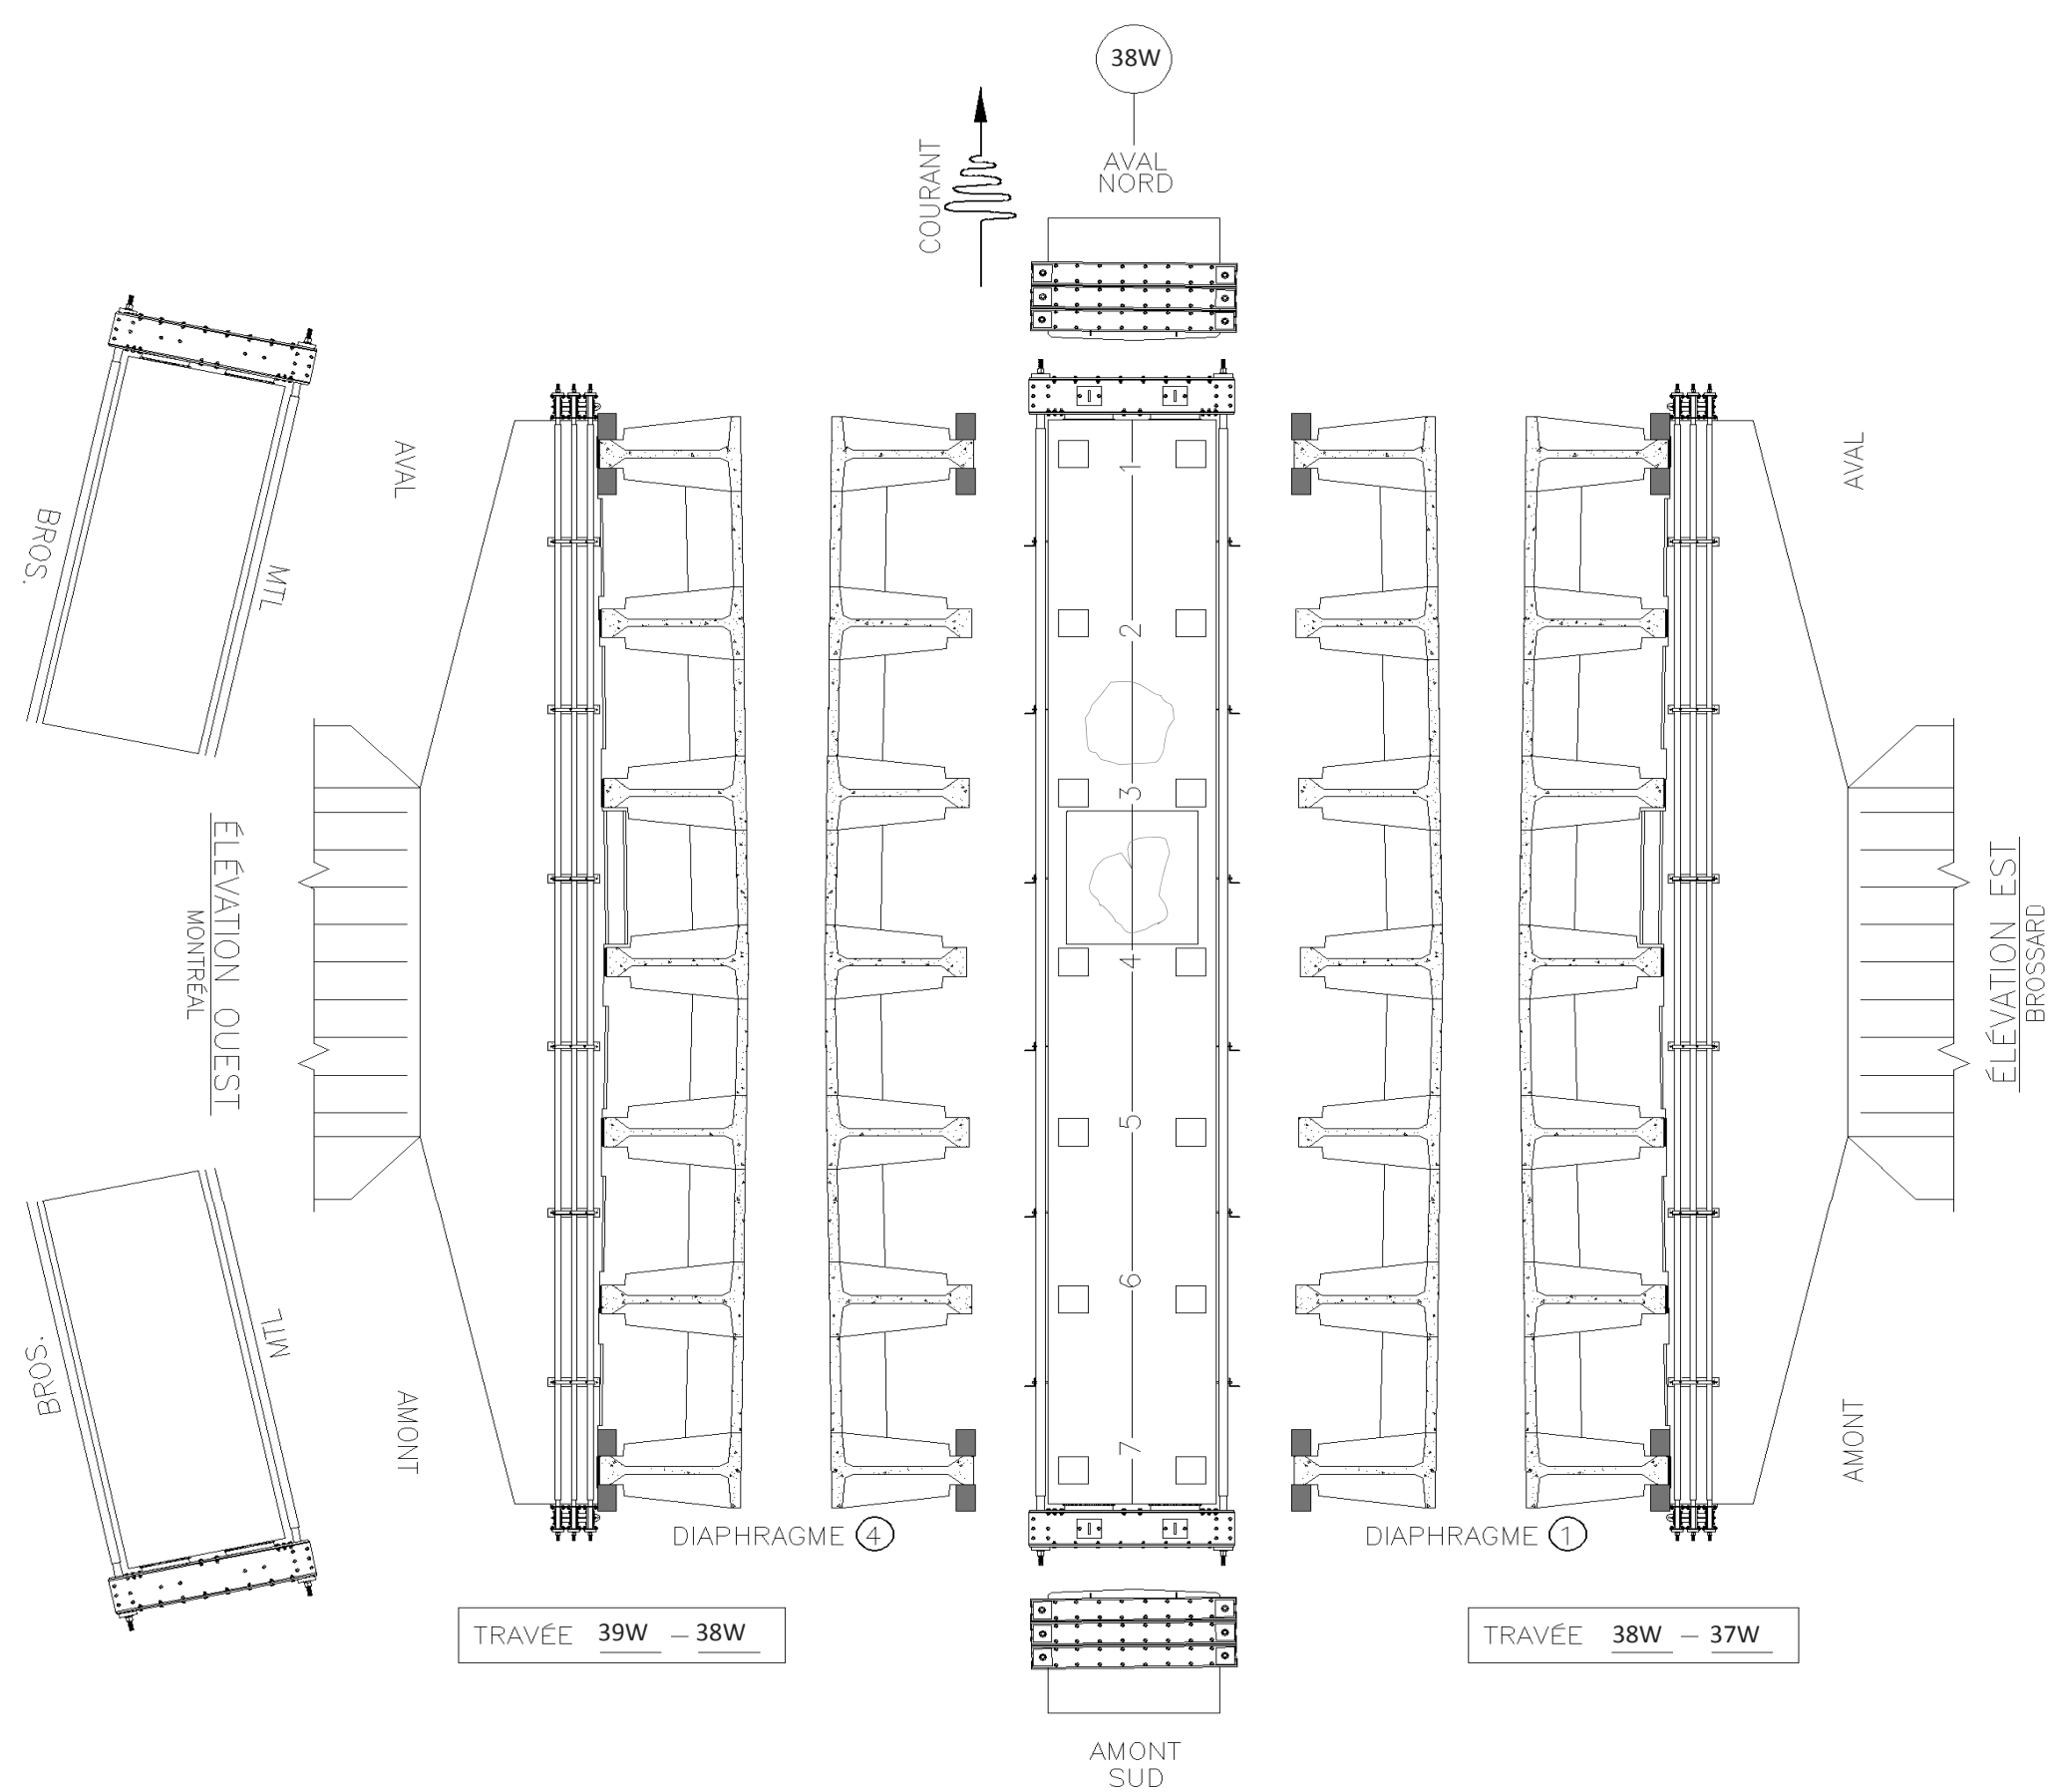 38W
COURANT
AVAL
NORD
AVAL
AVAL
BROS.
MTL
1
2
3
4
5
6
7
ÉLÉVATION OUEST
MONTRÉAL
ÉLÉVATION EST
BROSSARD
BROS.
MTL
AMONT
AMONT
DIAPHRAGME 4
DIAPHRAGME 1
TRAVÉE 39W – 38W
TRAVÉE 38W – 37W
AMONT
SUD